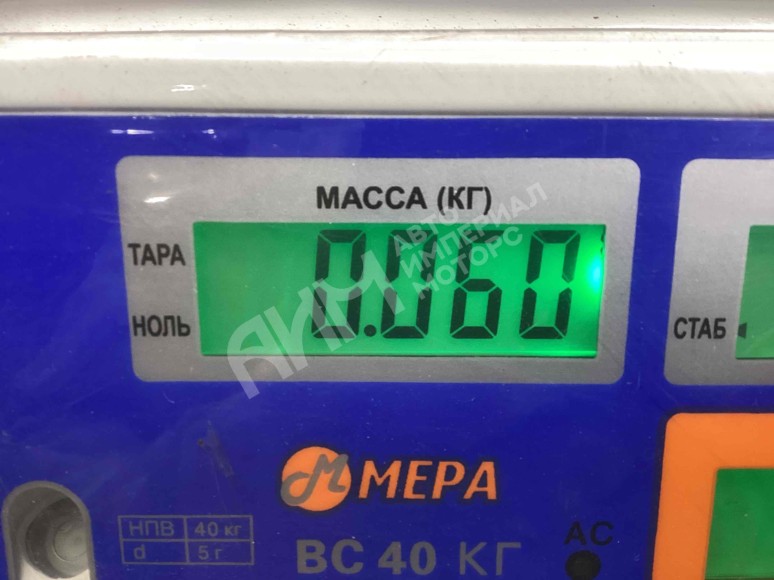 МАССА (КГ)
ТАРА
0.060
НОЛЬ
СТАБ
АИМ
АВТО
ИМПЕРИАЛ
МОТОРС
М МЕРА
НПВ 40 кг
d 5 г
ВС 40 КГ
АС